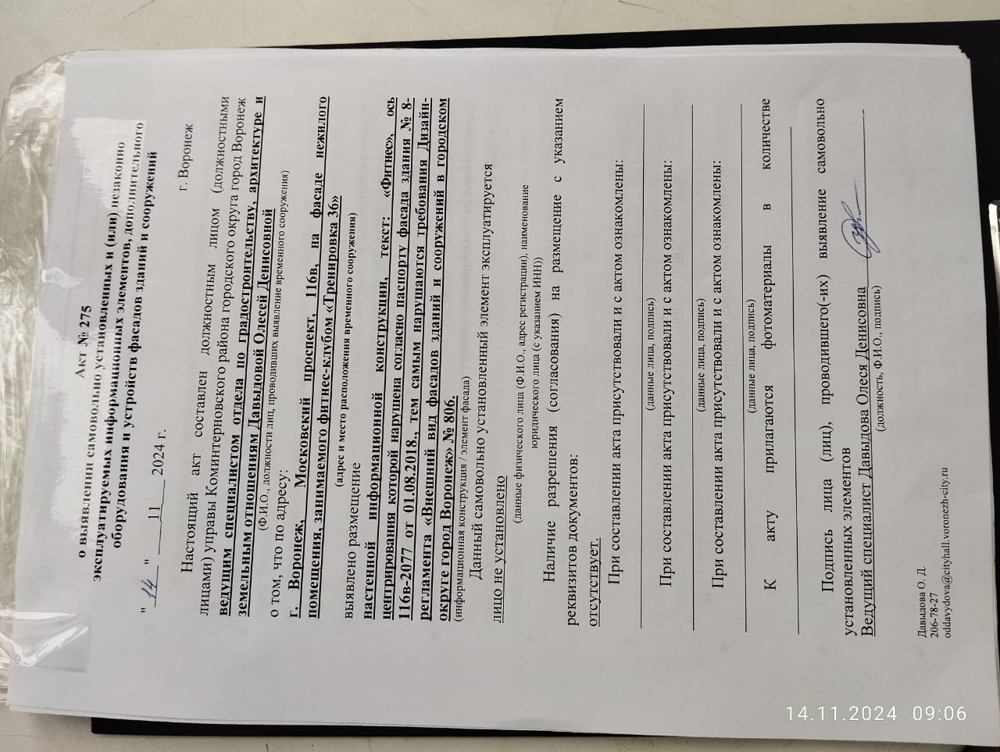 Акт № 275
о выявлении самовольно установленных и (или) незаконно
эксплуатируемых информационных элементов, дополнительного
оборудования и устройств фасадов зданий и сооружений
" 14 " 11 2024 г. г. Воронеж
Настоящий акт составлен должностным лицом (должностными
лицами) управы Коминтерновского района городского округа город Воронеж
ведущим специалистом отдела по градостроительству, архитектуре и
земельным отношениям Давыдовой Олесей Денисовной
(Ф.И.О., должности лиц, проводивших выявление временного сооружения)
о том, что по адресу:
г. Воронеж, Московский проспект, 116в, на фасаде нежилого
помещения, занимаемого фитнес-клубом «Тренировка 36»
(адрес и место расположения временного сооружения)
выявлено размещение
настенной информационной конструкции, текст: «Фитнес», ось
центрирования которой нарушена согласно паспорту фасада здания № 8-
116в-2077 от 01.08.2018., тем самым нарушаются требования Дизайн-
регламента «Внешний вид фасадов зданий и сооружений в городском
округе город Воронеж» № 806.
(информационная конструкция / элемент фасада)
Данный самовольно установленный элемент эксплуатируется
лицо не установлено
(данные физического лица (Ф.И.О., адрес регистрации), наименование
юридического лица (с указанием ИНН))
Наличие разрешения (согласования) на размещение с указанием
реквизитов документов:
отсутствует.
При составлении акта присутствовали и с актом ознакомлены:
(данные лица, подпись)
При составлении акта присутствовали и с актом ознакомлены:
(данные лица, подпись)
При составлении акта присутствовали и с актом ознакомлены:
(данные лица, подпись)
К акту прилагаются фотоматериалы в количестве
Подпись лица (лиц), проводившего(-их) выявление самовольно
установленных элементов
Ведущий специалист Давыдова Олеся Денисовна
(должность, Ф.И.О., подпись)
Давыдова О. Д.
206-78-27
oddavydova@cityhall.voronezh-city.ru
14.11.2024 09:06